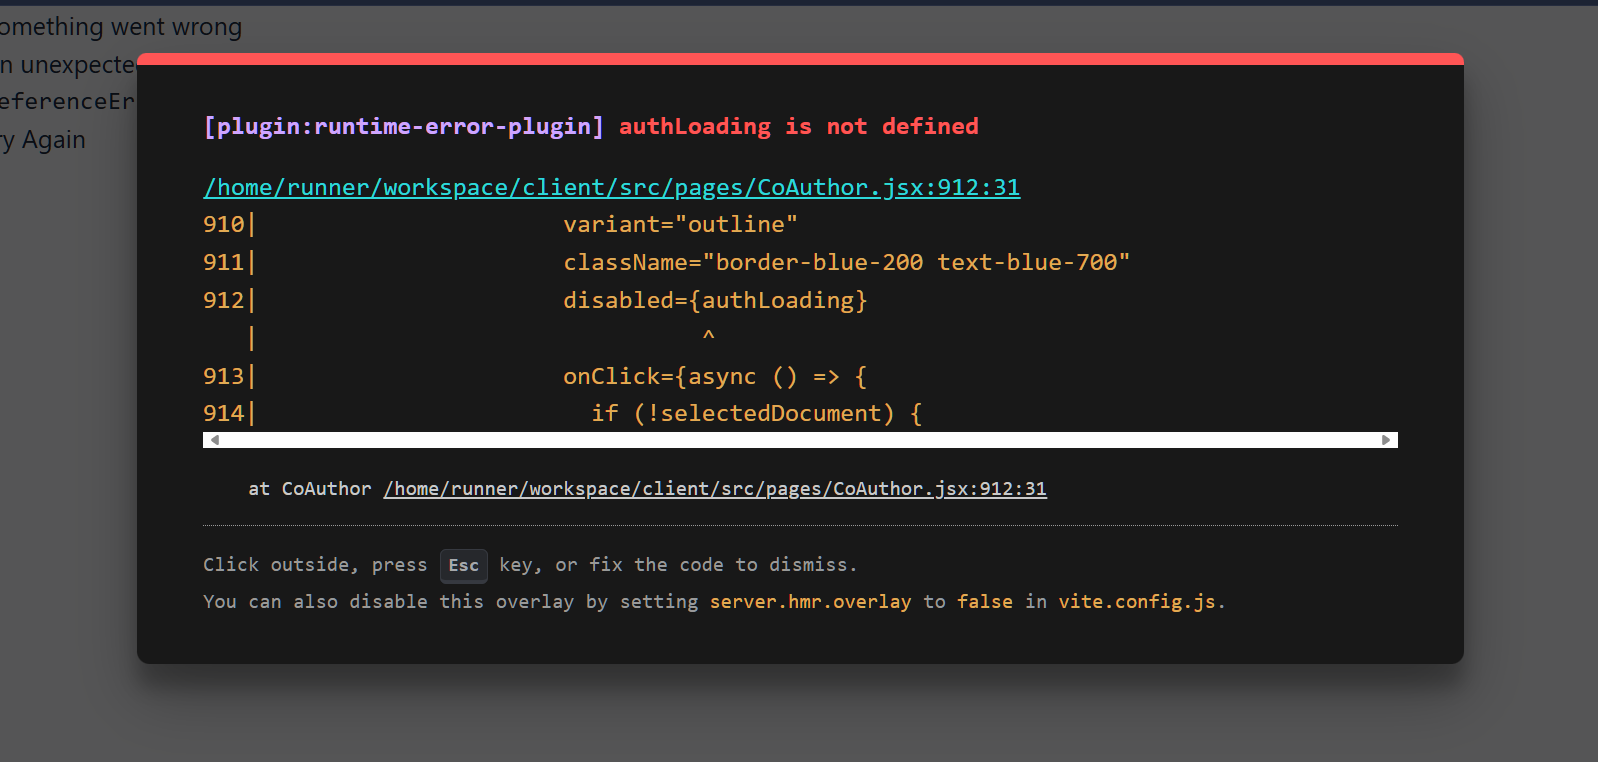 omething went wrong
n unexpecte
eferenceEr
ry Again
[plugin:runtime-error-plugin] authLoading is not defined
/home/runner/workspace/client/src/pages/CoAuthor.jsx:912:31
910|                      variant="outline"
911|                      className="border-blue-200 text-blue-700"
912|                      disabled={authLoading}
   |                                ^
913|                      onClick={async () => {
914|                        if (!selectedDocument) {
at CoAuthor /home/runner/workspace/client/src/pages/CoAuthor.jsx:912:31
Click outside, press Esc key, or fix the code to dismiss.
You can also disable this overlay by setting server.hmr.overlay to false in vite.config.js.